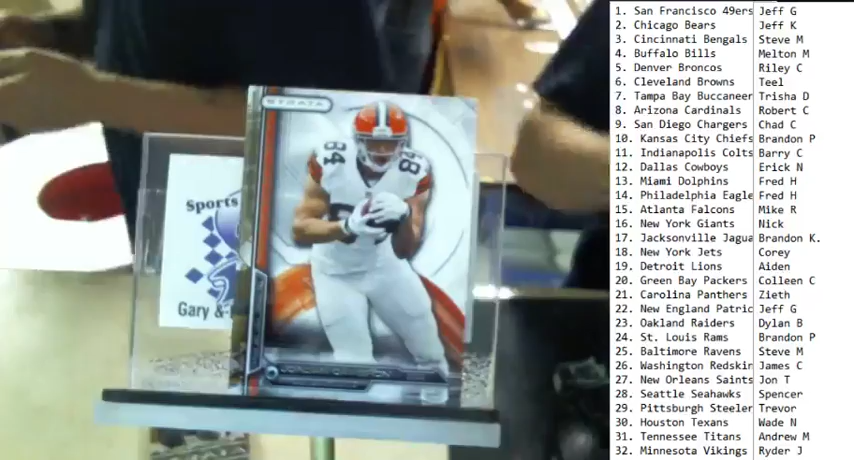 STRATA
84
84
Sports
Gary &
1. San Francisco 49ers Jeff G
2. Chicago Bears Jeff K
3. Cincinnati Bengals Steve M
4. Buffalo Bills Melton M
5. Denver Broncos Riley C
6. Cleveland Browns Teel
7. Tampa Bay Buccaneer Trisha D
8. Arizona Cardinals Robert C
9. San Diego Chargers Chad C
10. Kansas City Chiefs Brandon P
11. Indianapolis Colts Barry C
12. Dallas Cowboys Erick N
13. Miami Dolphins Fred H
14. Philadelphia Eagle Fred H
15. Atlanta Falcons Mike R
16. New York Giants Nick
17. Jacksonville Jagua Brandon K.
18. New York Jets Corey
19. Detroit Lions Aiden
20. Green Bay Packers Colleen C
21. Carolina Panthers Zieth
22. New England Patric Jeff G
23. Oakland Raiders Dylan B
24. St. Louis Rams Brandon P
25. Baltimore Ravens Steve M
26. Washington Redskin James C
27. New Orleans Saints Jon T
28. Seattle Seahawks Spencer
29. Pittsburgh Steeler Trevor
30. Houston Texans Wade N
31. Tennessee Titans Andrew M
32. Minnesota Vikings Ryder J